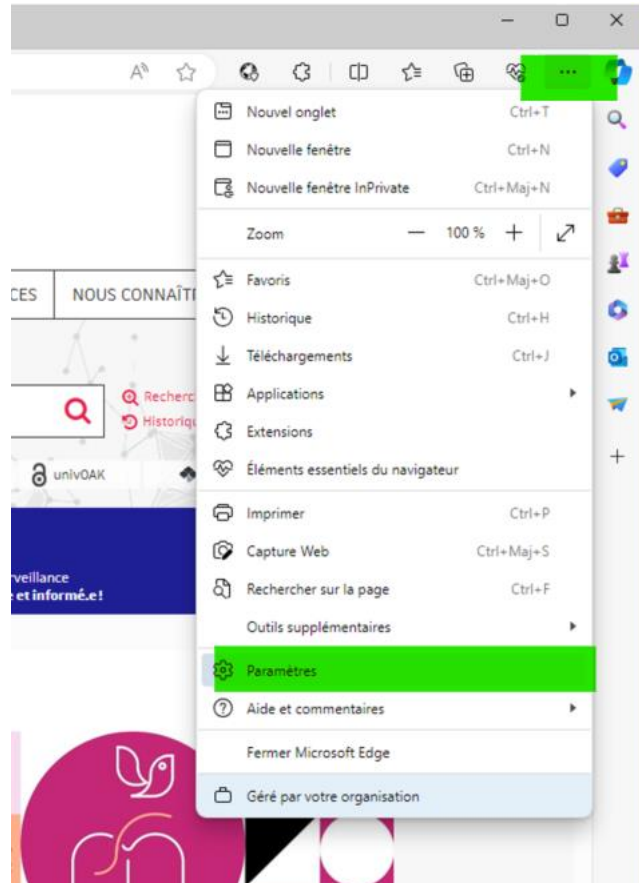 A»
Nouvel onglet Ctrl+T
Nouvelle fenêtre Ctrl+N
Nouvelle fenêtre InPrivate Ctrl+Maj+N
Zoom — 100 % +
Favoris Ctrl+Maj+O
Historique Ctrl+H
Téléchargements Ctrl+J
Applications
Extensions
Éléments essentiels du navigateur
Imprimer Ctrl+P
Capture Web Ctrl+Maj+S
Rechercher sur la page Ctrl+F
Outils supplémentaires
Paramètres
Aide et commentaires
Fermer Microsoft Edge
Géré par votre organisation
CES NOUS CONNAÎTR
Recherc
Historiqu
univOAK
rveillance
et informé.e!